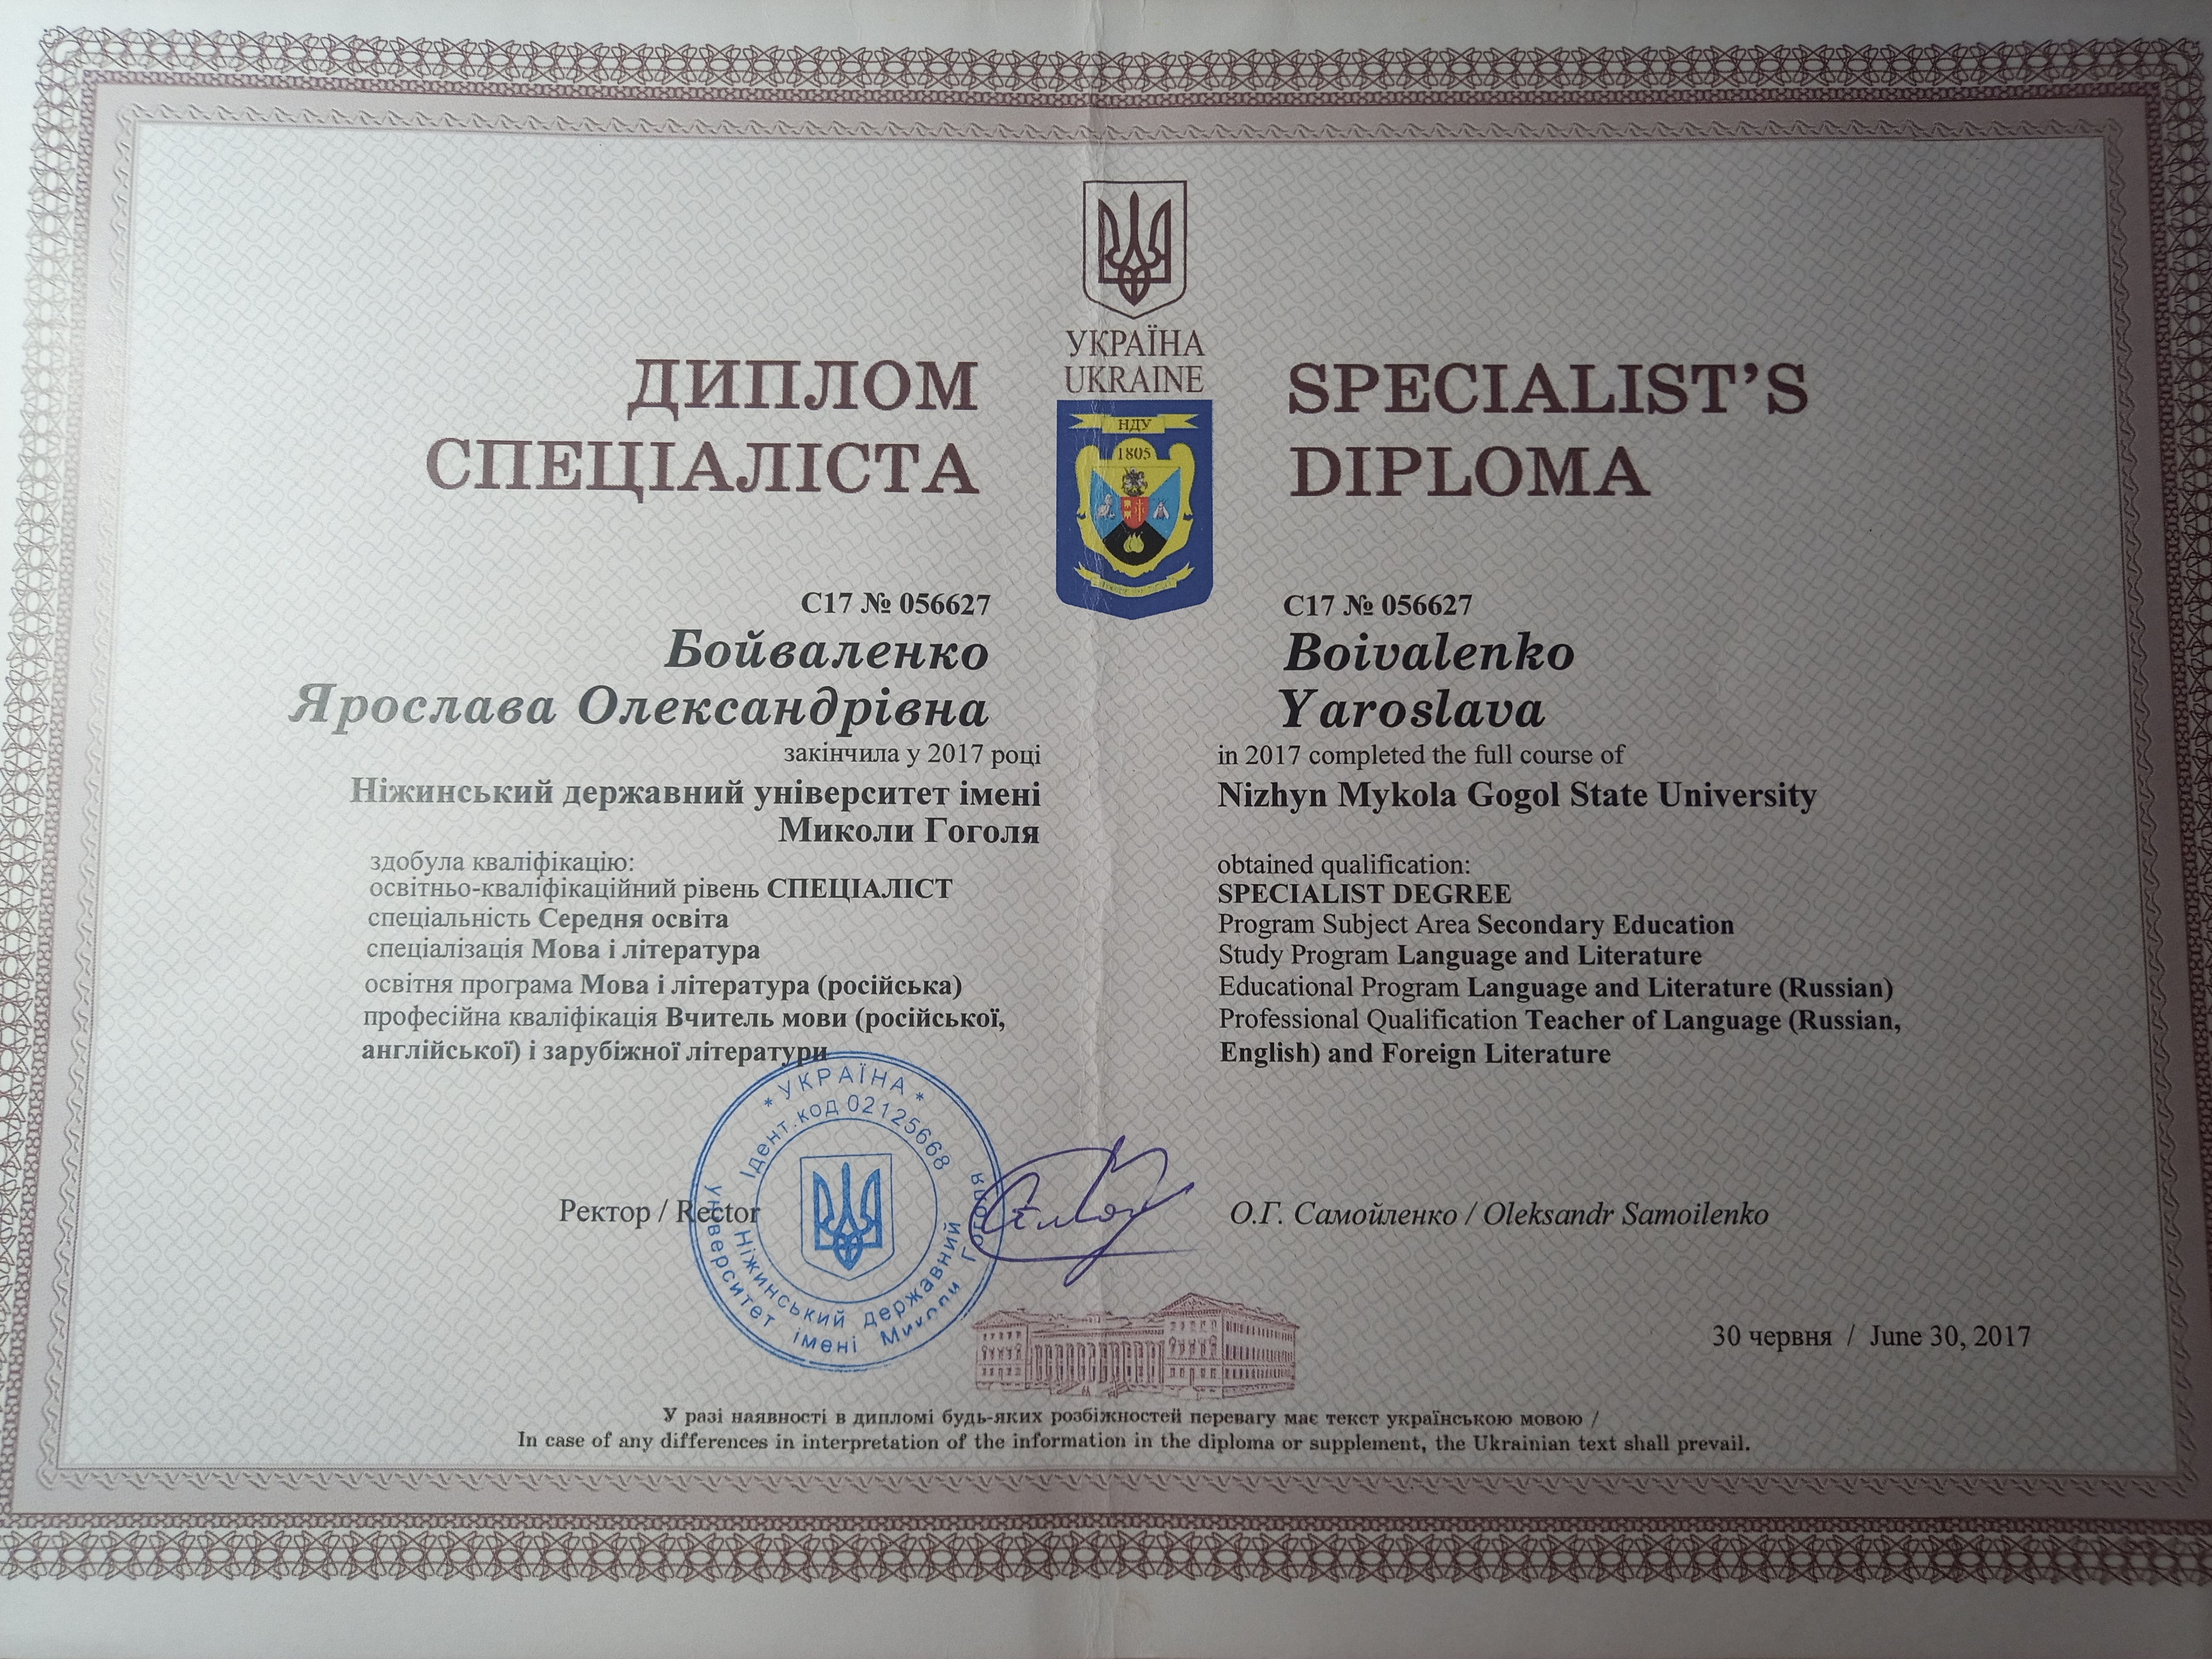 УКРАЇНА
UKRAINE
НДУ
1805
ДИПЛОМ
СПЕЦІАЛІСТА
С17 № 056627
Бойваленко
Ярослава Олександрівна
закінчила у 2017 році
Ніжинський державний університет імені
Миколи Гоголя
здобула кваліфікацію:
освітньо-кваліфікаційний рівень СПЕЦІАЛІСТ
спеціальність Середня освіта
спеціалізація Мова і література
освітня програма Мова і література (російська)
професійна кваліфікація Вчитель мови (російської,
англійської) і зарубіжної літератури
SPECIALIST'S
DIPLOMA
C17 № 056627
Boivalenko
Yaroslava
in 2017 completed the full course of
Nizhyn Mykola Gogol State University
obtained qualification:
SPECIALIST DEGREE
Program Subject Area Secondary Education
Study Program Language and Literature
Educational Program Language and Literature (Russian)
Professional Qualification Teacher of Language (Russian,
English) and Foreign Literature
Ректор / Rector
* УКРАЇНА *
Ідент. код 02125668
Ніжинський державний
університет імені Миколи Гоголя
О.Г. Самойленко / Oleksandr Samoilenko
30 червня / June 30, 2017
У разі наявності в дипломі будь-яких розбіжностей перевагу має текст українською мовою /
In case of any differences in interpretation of the information in the diploma or supplement, the Ukrainian text shall prevail.